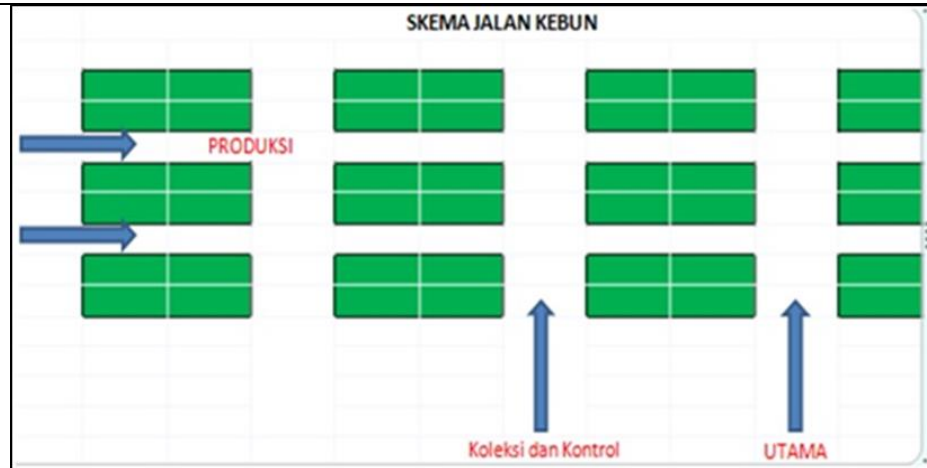 SKEMA JALAN KEBUN
PRODUKSI
Koleksi dan Kontrol
UTAMA